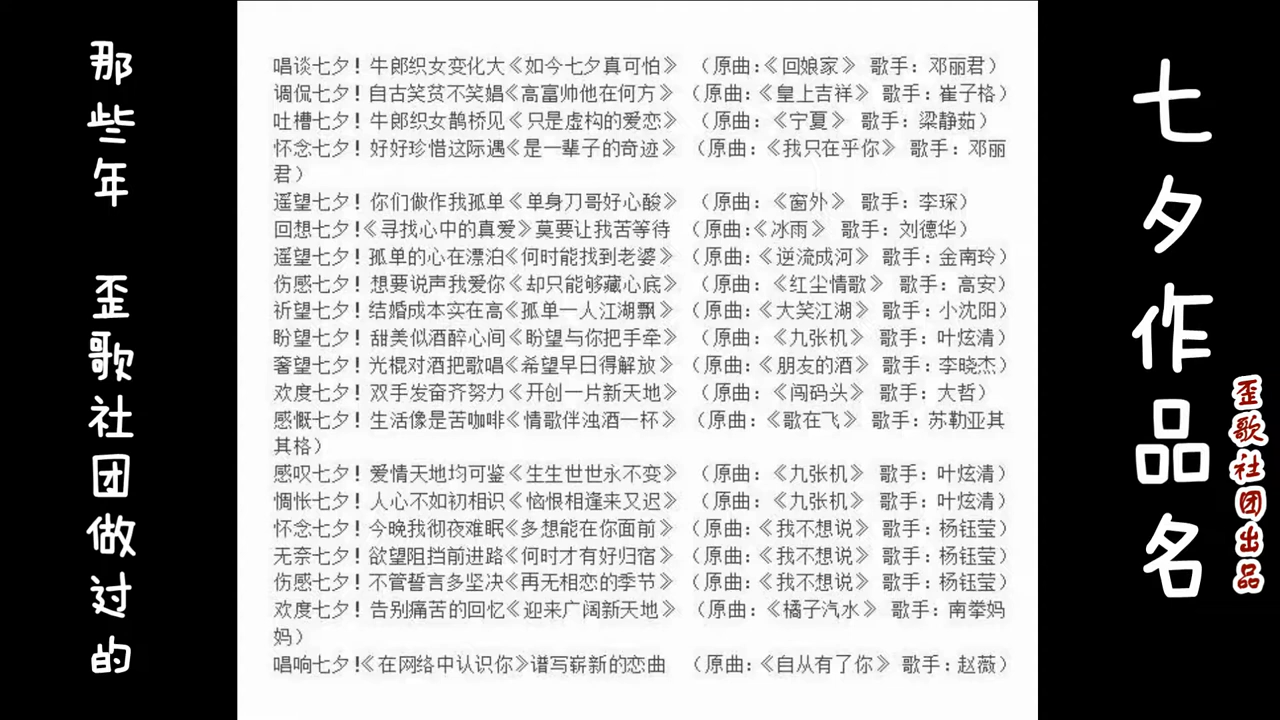 那些年 歪歌社团做过的
唱谈七夕！牛郎织女变化大《如今七夕真可怕》 （原曲：《回娘家》 歌手：邓丽君）
调侃七夕！自古笑贫不笑娼《高富帅他在何方》 （原曲：《皇上吉祥》 歌手：崔子格）
吐槽七夕！牛郎织女鹊桥见《只是虚构的爱恋》 （原曲：《宁夏》 歌手：梁静茹）
怀念七夕！好好珍惜这际遇《是一辈子的奇迹》 （原曲：《我只在乎你》 歌手：邓丽
君）
遥望七夕！你们做作我孤单《单身刀哥好心酸》 （原曲：《窗外》 歌手：李琛）
回想七夕！《寻找心中的真爱》莫要让我苦等待 （原曲：《冰雨》 歌手：刘德华）
遥望七夕！孤单的心在漂泊《何时能找到老婆》 （原曲：《逆流成河》 歌手：金南玲）
伤感七夕！想要说声我爱你《却只能够藏心底》 （原曲：《红尘情歌》 歌手：高安）
祈望七夕！结婚成本实在高《孤单一人江湖飘》 （原曲：《大笑江湖》 歌手：小沈阳）
盼望七夕！甜美似酒醉心间《盼望与你把手牵》 （原曲：《九张机》 歌手：叶炫清）
奢望七夕！光棍对酒把歌唱《希望早日得解放》 （原曲：《朋友的酒》 歌手：李晓杰）
欢度七夕！双手发奋齐努力《开创一片新天地》 （原曲：《闯码头》 歌手：大哲）
感慨七夕！生活像是苦咖啡《情歌伴浊酒一杯》 （原曲：《歌在飞》 歌手：苏勒亚其
其格）
感叹七夕！爱情天地均可鉴《生生世世永不变》 （原曲：《九张机》 歌手：叶炫清）
惆怅七夕！人心不如初相识《恼恨相逢来又迟》 （原曲：《九张机》 歌手：叶炫清）
怀念七夕！今晚我彻夜难眠《多想能在你面前》 （原曲：《我不想说》 歌手：杨钰莹）
无奈七夕！欲望阻挡前进路《何时才有好归宿》 （原曲：《我不想说》 歌手：杨钰莹）
伤感七夕！不管誓言多坚决《再无相恋的季节》 （原曲：《我不想说》 歌手：杨钰莹）
欢度七夕！告别痛苦的回忆《迎来广阔新天地》 （原曲：《橘子汽水》 歌手：南拳妈
妈）
唱响七夕！《在网络中认识你》谱写崭新的恋曲 （原曲：《自从有了你》 歌手：赵薇）
七夕作品名
歪歌社团出品